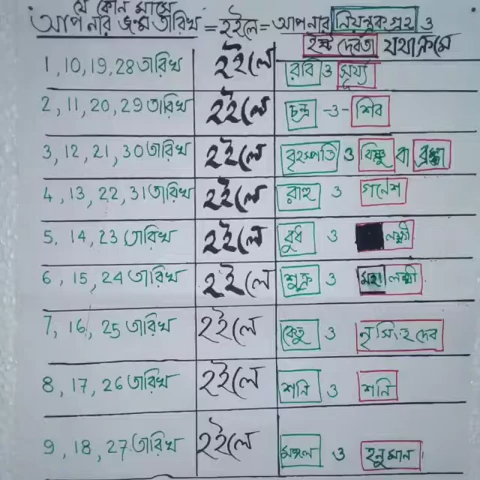 যে কোন মাসে
আপনার জন্ম তারিখ = হইলে = আপনার নিয়ন্ত্রক গ্রহ ও
ইষ্ট দেবতা যথাক্রমে
1, 10, 19, 28 তারিখ হইলে রবি ও সূর্য্য
2, 11, 20, 29 তারিখ হইলে চন্দ্র -ও- শিব
3, 12, 21, 30 তারিখ হইলে বৃহস্পতি ও বিষ্ণু বা ব্রহ্মা
4, 13, 22, 31 তারিখ হইলে রাহু ও গনেশ
5, 14, 23 তারিখ হইলে বুধ ও লক্ষ্মী
6, 15, 24 তারিখ হইলে শুক্র ও মহালক্ষ্মী
7, 16, 25 তারিখ হইলে কেতু ও নৃসিংহ দেব
8, 17, 26 তারিখ হইলে শনি ও শনি
9, 18, 27 তারিখ হইলে মঙ্গল ও হনুমান